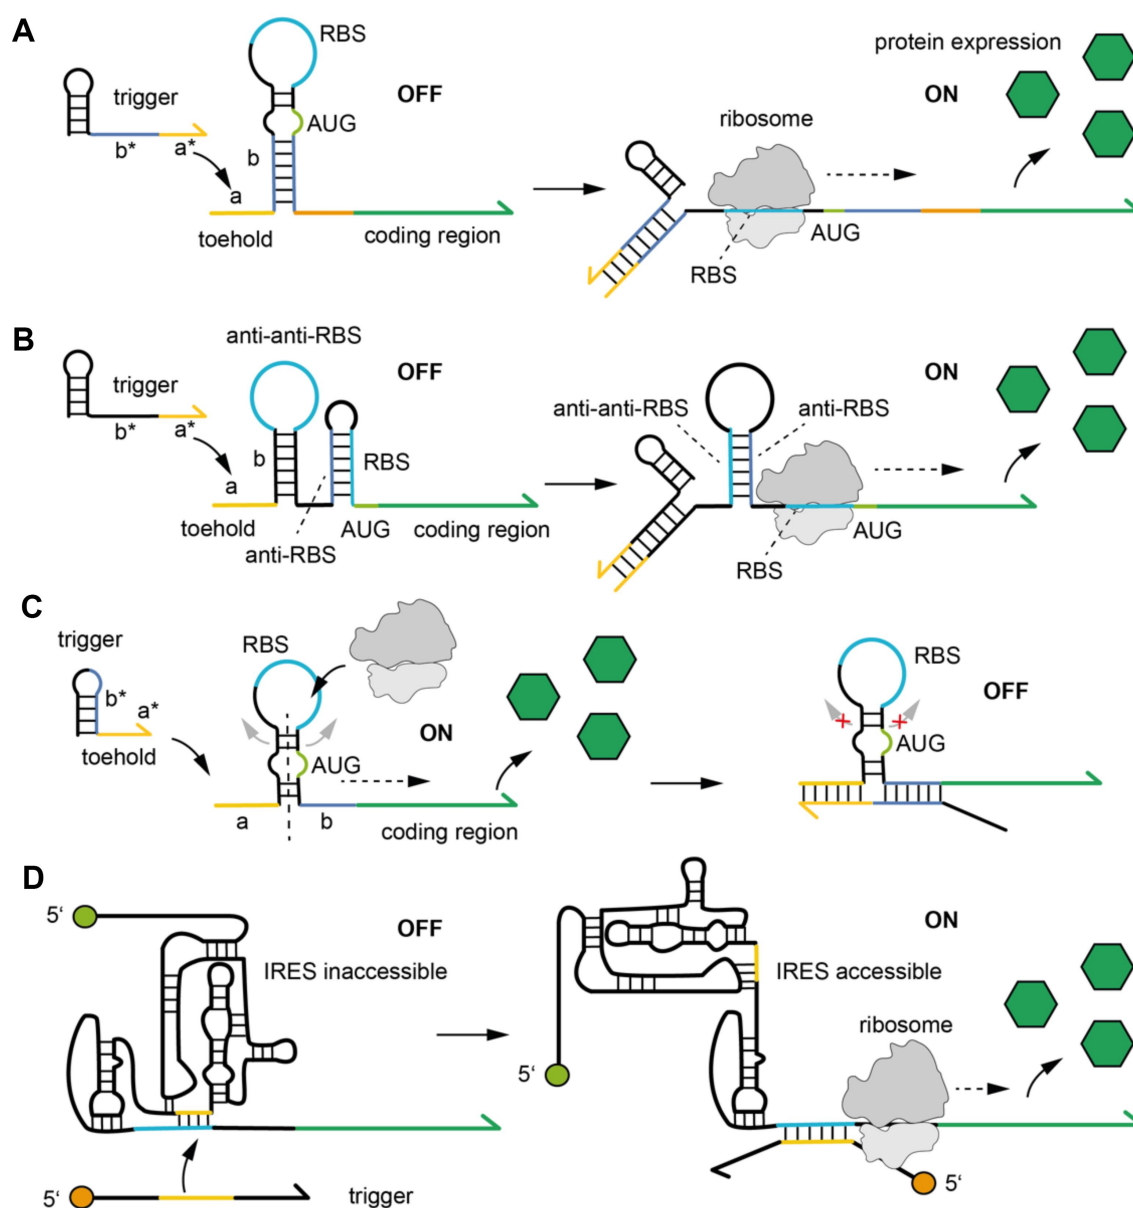 A
RBS
protein expression
trigger
OFF
ON
AUG
ribosome
b*
a*
b
a
toehold
coding region
AUG
RBS
B
anti-anti-RBS
OFF
ON
trigger
anti-anti-RBS
anti-RBS
b*
a*
b
RBS
a
toehold
AUG
coding region
AUG
anti-RBS
RBS
C
trigger
RBS
RBS
b*
a*
ON
OFF
toehold
AUG
AUG
a
b
coding region
D
5‘
OFF
ON
IRES inaccessible
IRES accessible
ribosome
5‘
5‘
trigger
5‘